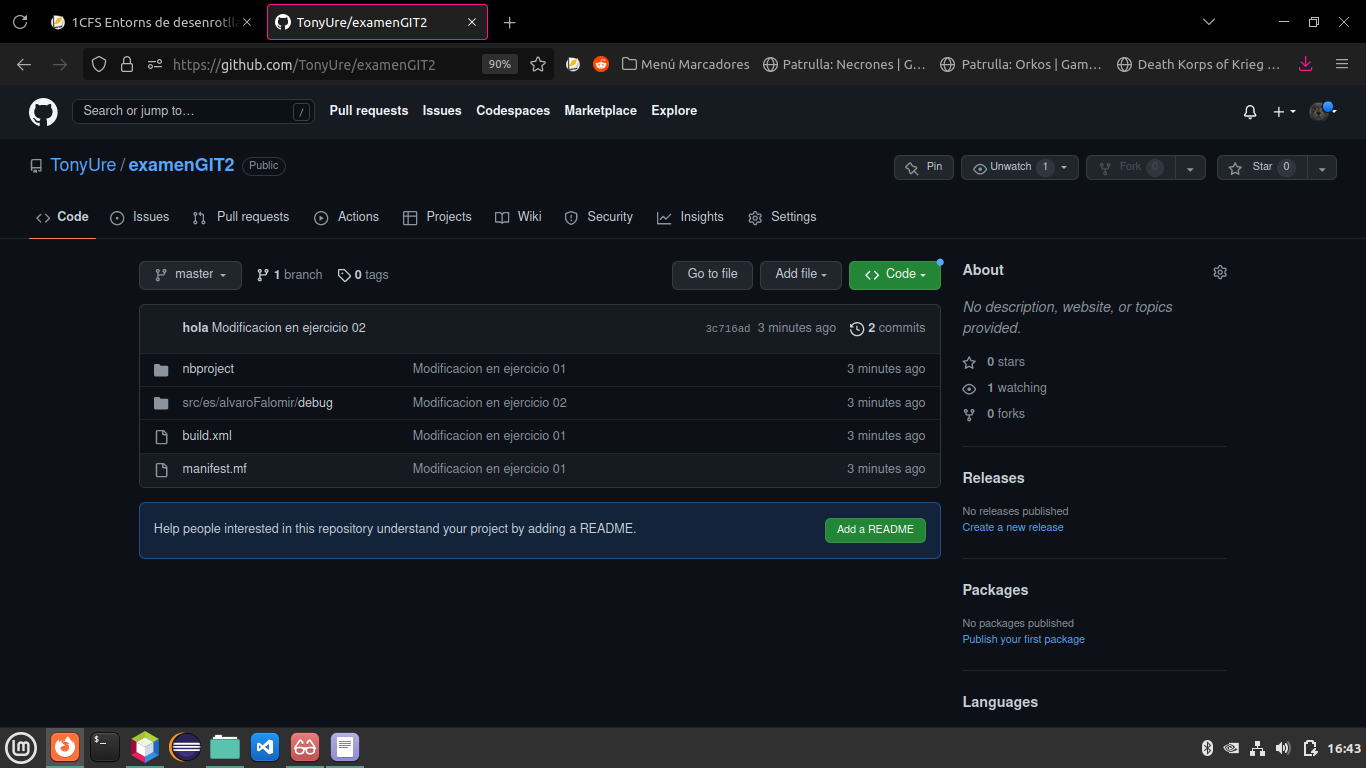 1CFS Entorns de desenrotll
TonyUre/examenGIT2
https://github.com/TonyUre/examenGIT2
90%
Menú Marcadores
Patrulla: Necrones | G…
Patrulla: Orkos | Gam…
Death Korps of Krieg …
Search or jump to…
/
Pull requests
Issues
Codespaces
Marketplace
Explore
TonyUre / examenGIT2
Public
Pin
Unwatch 1
Fork 0
Star 0
Code
Issues
Pull requests
Actions
Projects
Wiki
Security
Insights
Settings
master
1 branch
0 tags
Go to file
Add file
Code
hola Modificacion en ejercicio 02
3c716ad 3 minutes ago
2 commits
nbproject Modificacion en ejercicio 01 3 minutes ago
src/es/alvaroFalomir/debug Modificacion en ejercicio 02 3 minutes ago
build.xml Modificacion en ejercicio 01 3 minutes ago
manifest.mf Modificacion en ejercicio 01 3 minutes ago
Help people interested in this repository understand your project by adding a README.
Add a README
About
No description, website, or topics
provided.
0 stars
1 watching
0 forks
Releases
No releases published
Create a new release
Packages
No packages published
Publish your first package
Languages
$_
16:43